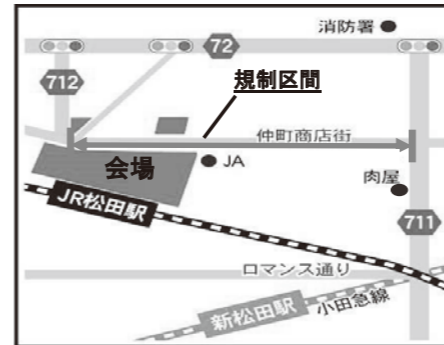 消防署
72
712
規制区間
仲町商店街
会場
JA
肉屋
JR松田駅
711
ロマンス通り
新松田駅
小田急線